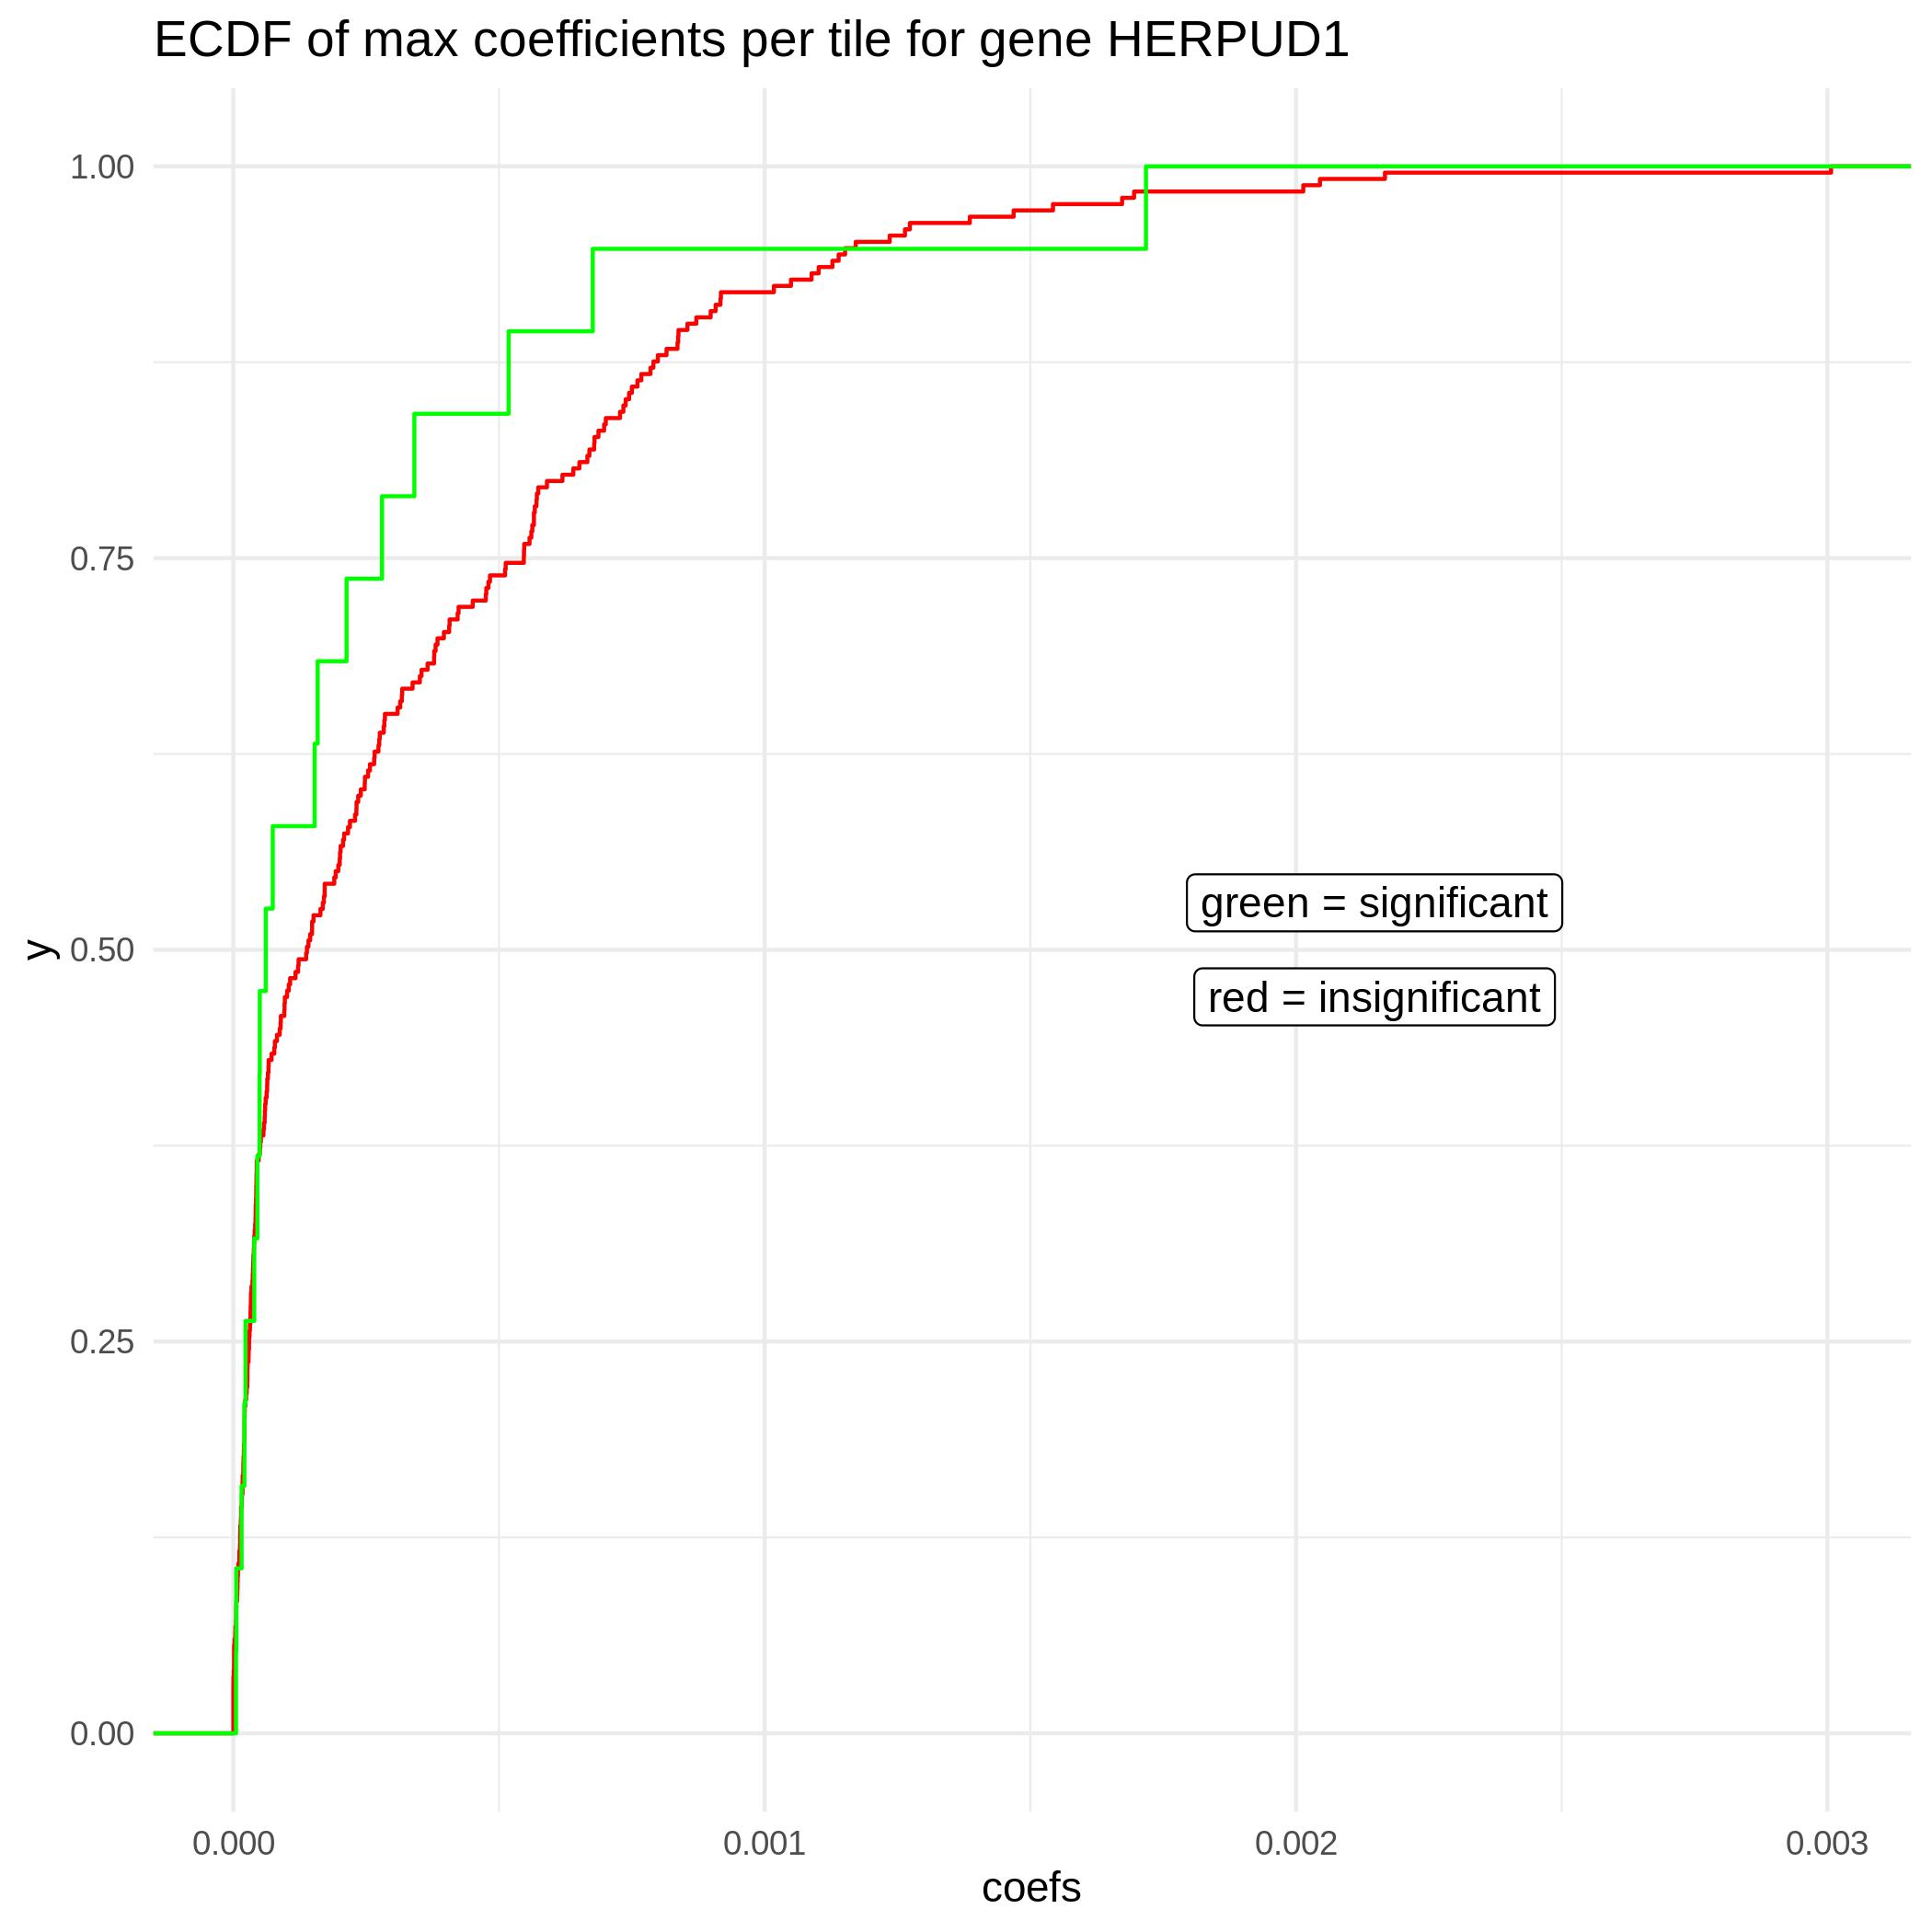 ECDF of max coefficients per tile for gene HERPUD1
1.00
0.75
0.50
0.25
0.00
y
green = significant
red = insignificant
0.000 0.001 0.002 0.003
coefs